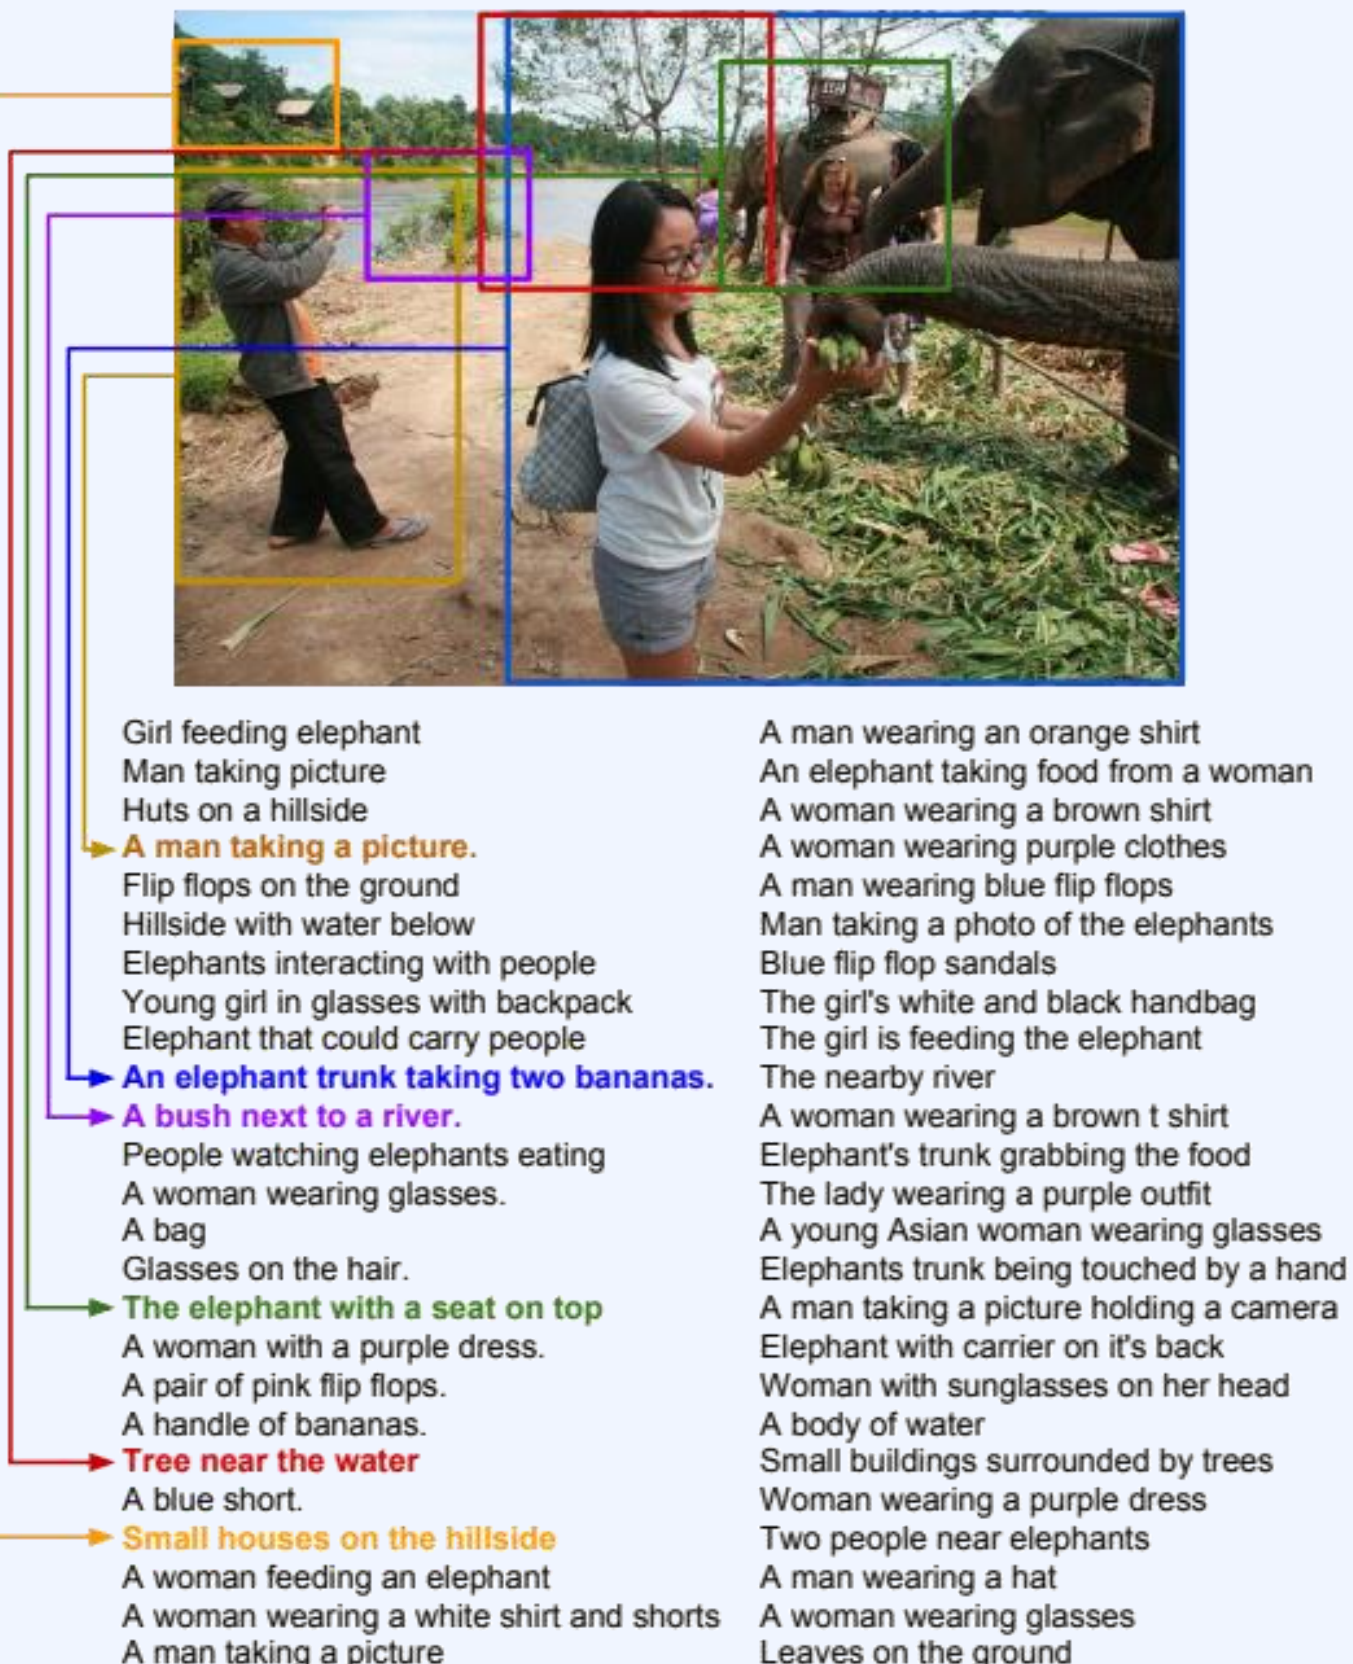 Girl feeding elephant
Man taking picture
Huts on a hillside
A man taking a picture.
Flip flops on the ground
Hillside with water below
Elephants interacting with people
Young girl in glasses with backpack
Elephant that could carry people
An elephant trunk taking two bananas.
A bush next to a river.
People watching elephants eating
A woman wearing glasses.
A bag
Glasses on the hair.
The elephant with a seat on top
A woman with a purple dress.
A pair of pink flip flops.
A handle of bananas.
Tree near the water
A blue short.
Small houses on the hillside
A woman feeding an elephant
A woman wearing a white shirt and shorts
A man taking a picture
A man wearing an orange shirt
An elephant taking food from a woman
A woman wearing a brown shirt
A woman wearing purple clothes
A man wearing blue flip flops
Man taking a photo of the elephants
Blue flip flop sandals
The girl's white and black handbag
The girl is feeding the elephant
The nearby river
A woman wearing a brown t shirt
Elephant's trunk grabbing the food
The lady wearing a purple outfit
A young Asian woman wearing glasses
Elephants trunk being touched by a hand
A man taking a picture holding a camera
Elephant with carrier on it's back
Woman with sunglasses on her head
A body of water
Small buildings surrounded by trees
Woman wearing a purple dress
Two people near elephants
A man wearing a hat
A woman wearing glasses
Leaves on the ground